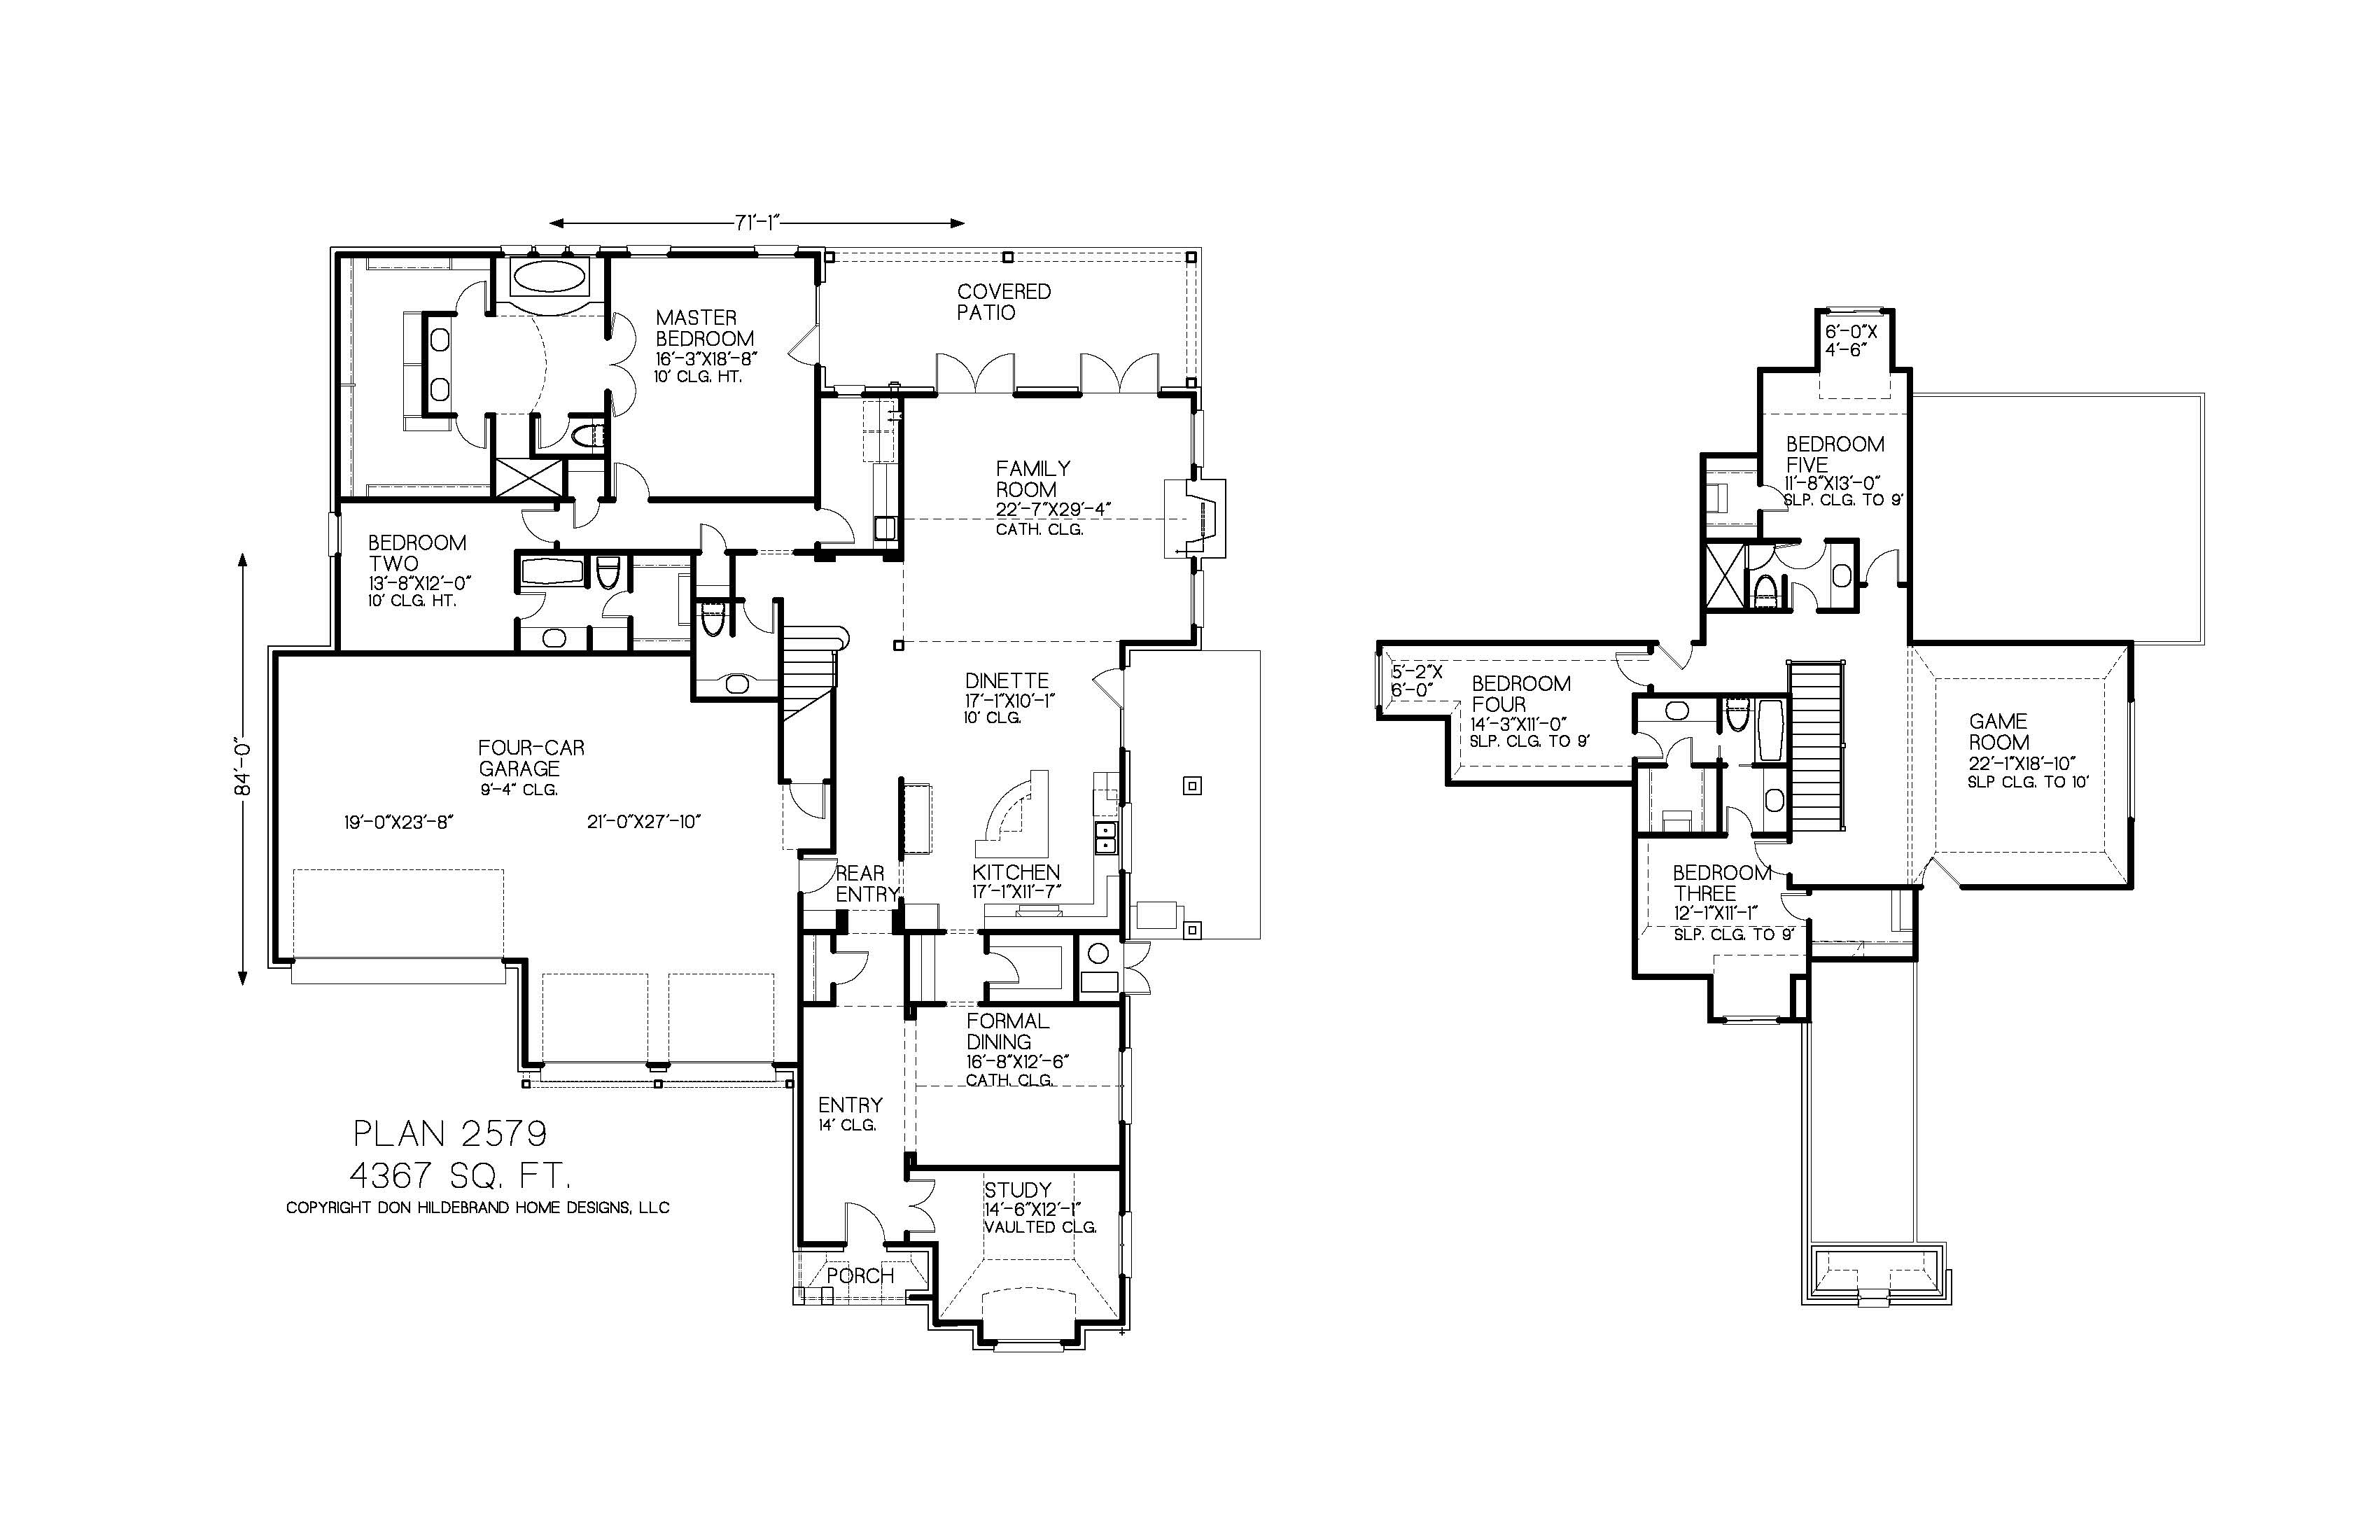 71'-1"
COVERED
PATIO
MASTER
BEDROOM
16'-3"X18'-8"
10' CLG. HT.
FAMILY
ROOM
22'-7"X29'-4"
CATH. CLG.
BEDROOM
TWO
13'-8"X12'-0"
10' CLG. HT.
84'-0"
DINETTE
17'-1"X10'-1"
10' CLG.
FOUR-CAR
GARAGE
9'-4" CLG.
19'-0"X23'-8"
21'-0"X27'-10"
REAR
ENTRY
KITCHEN
17'-1"X11'-7"
FORMAL
DINING
16'-8"X12'-6"
CATH. CLG.
ENTRY
14' CLG.
STUDY
14'-6"X12'-1"
VAULTED CLG.
PORCH
PLAN 2579
4367 SQ. FT.
COPYRIGHT DON HILDEBRAND HOME DESIGNS, LLC
6'-0"X
4'-6"
BEDROOM
FIVE
11'-8"X13'-0"
SLP. CLG. TO 9'
5'-2"X
6'-0"
BEDROOM
FOUR
14'-3"X11'-0"
SLP. CLG. TO 9'
GAME
ROOM
22'-1"X18'-10"
SLP CLG. TO 10'
BEDROOM
THREE
12'-1"X11'-1"
SLP. CLG. TO 9'